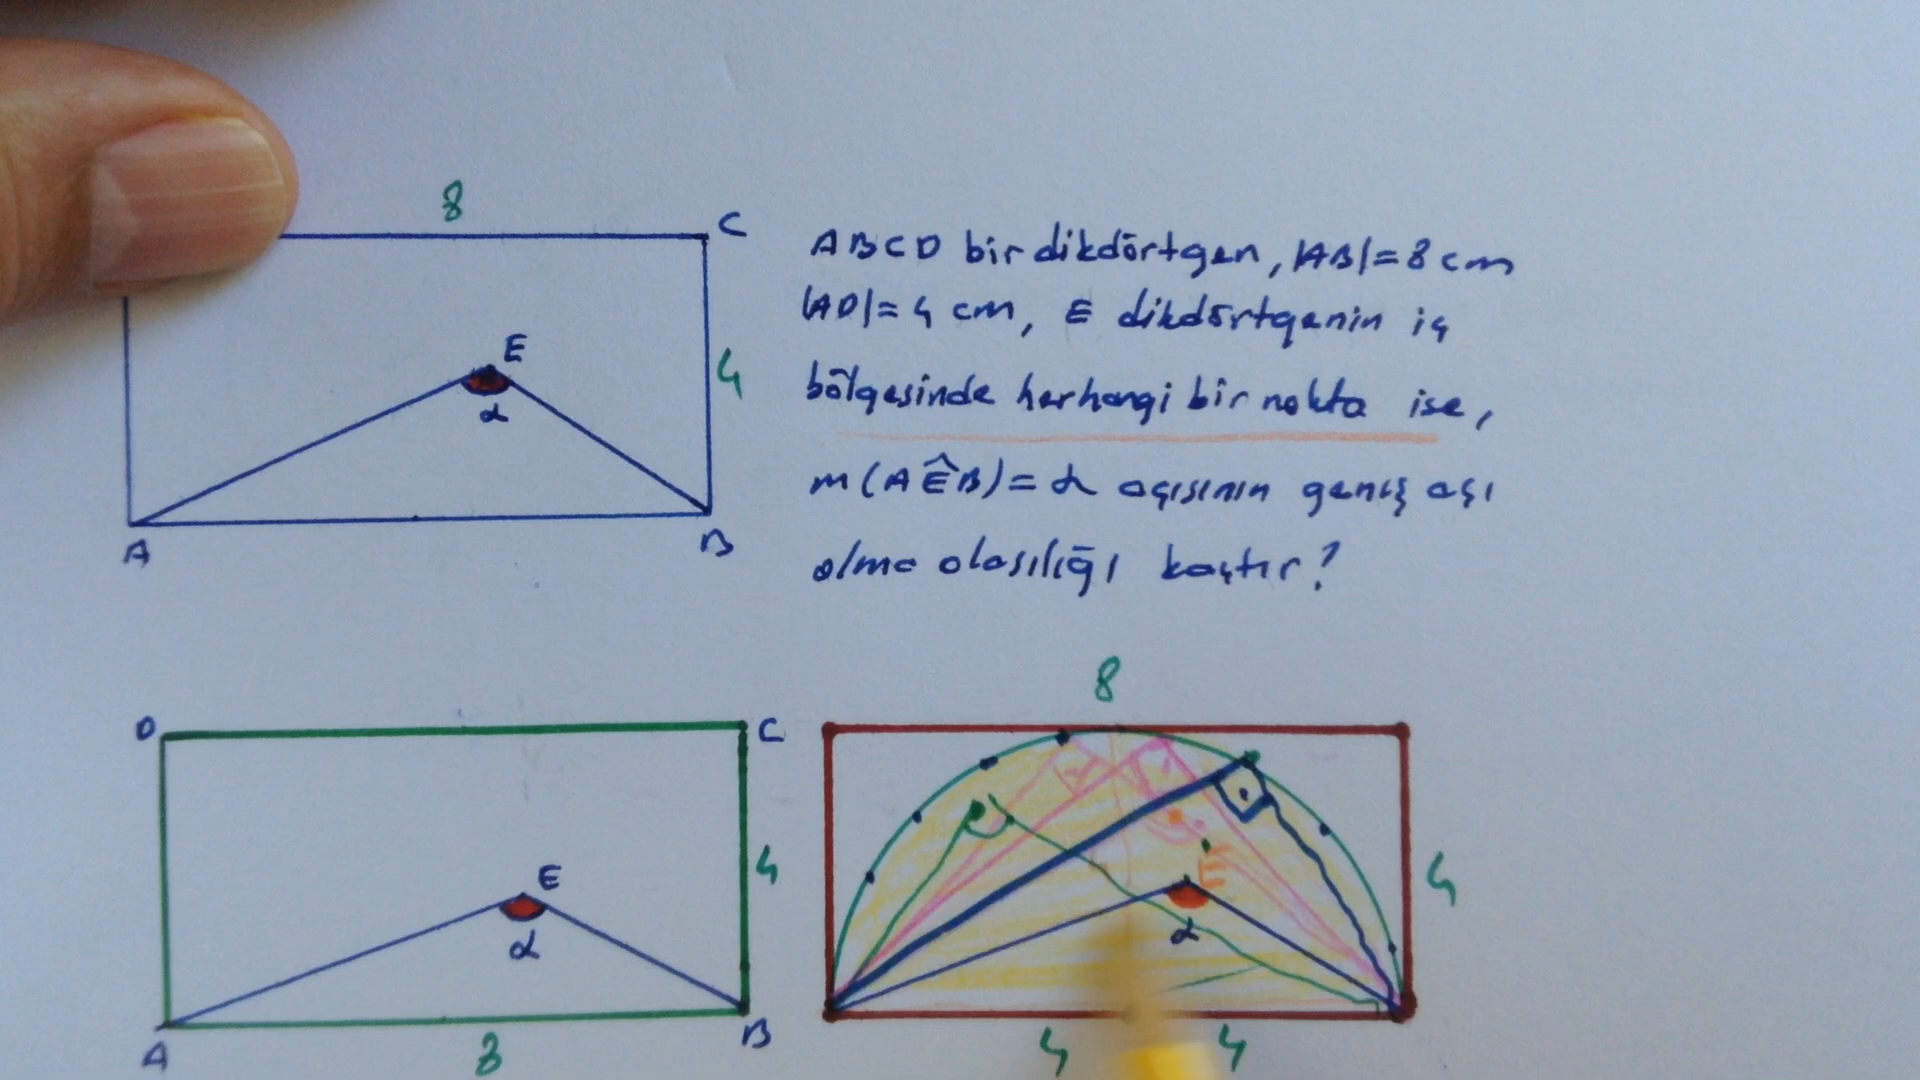 8
C
ABCD bir dikdörtgen, |AB|=8 cm
|AD|=4 cm, E dikdörtgenin iç
bölgesinde herhangi bir nokta ise,
m(AÊB)=α açısının geniş açı
olma olasılığı kaçtır?
E
α
4
A
B
D
C
E
α
4
A
8
B
8
E
α
4
4
4